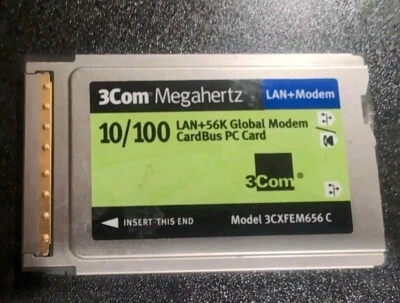 3Com Megahertz LAN+Modem
10/100 LAN+56K Global Modem
CardBus PC Card
3Com®
INSERT THIS END Model 3CXFEM656 C